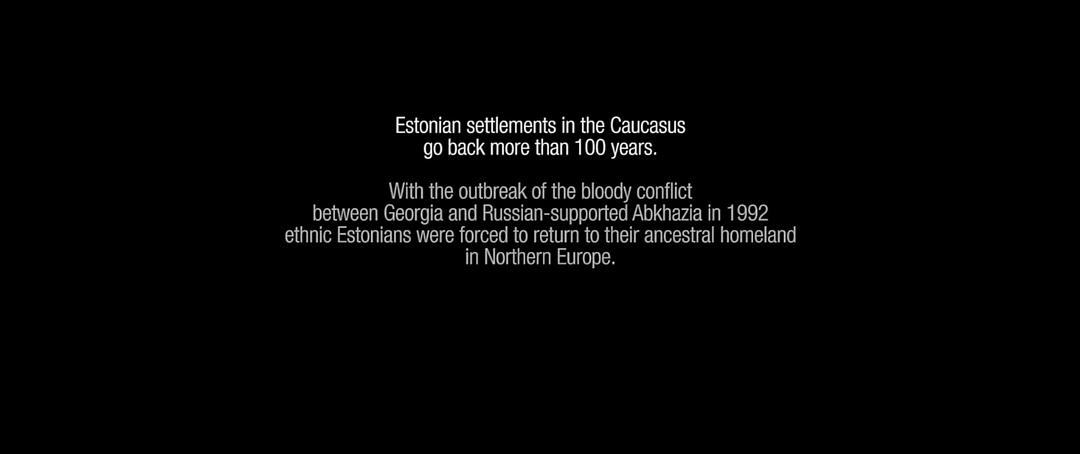 Estonian settlements in the Caucasus
go back more than 100 years.
With the outbreak of the bloody conflict
between Georgia and Russian-supported Abkhazia in 1992
ethnic Estonians were forced to return to their ancestral homeland
in Northern Europe.